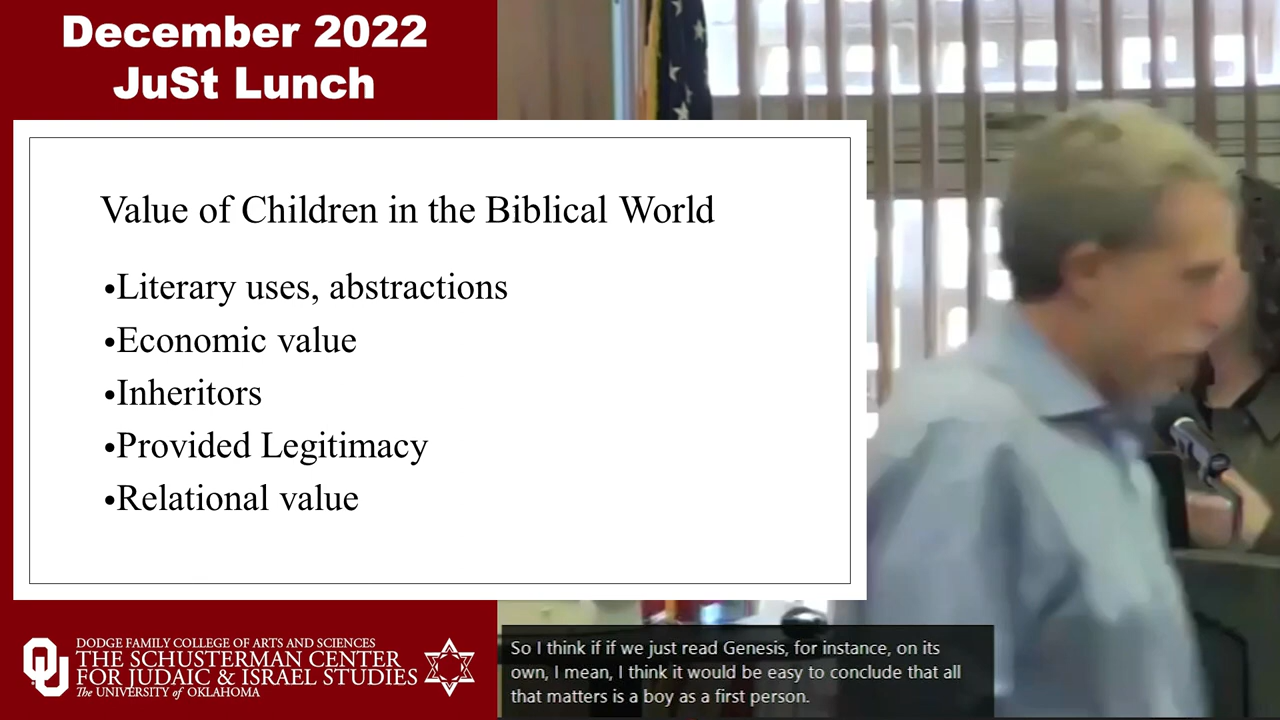 December 2022
JuSt Lunch
Value of Children in the Biblical World
•Literary uses, abstractions
•Economic value
•Inheritors
•Provided Legitimacy
•Relational value
OU
DODGE FAMILY COLLEGE OF ARTS AND SCIENCES
THE SCHUSTERMAN CENTER
FOR JUDAIC & ISRAEL STUDIES
The UNIVERSITY of OKLAHOMA
So I think if if we just read Genesis, for instance, on its
own, I mean, I think it would be easy to conclude that all
that matters is a boy as a first person.